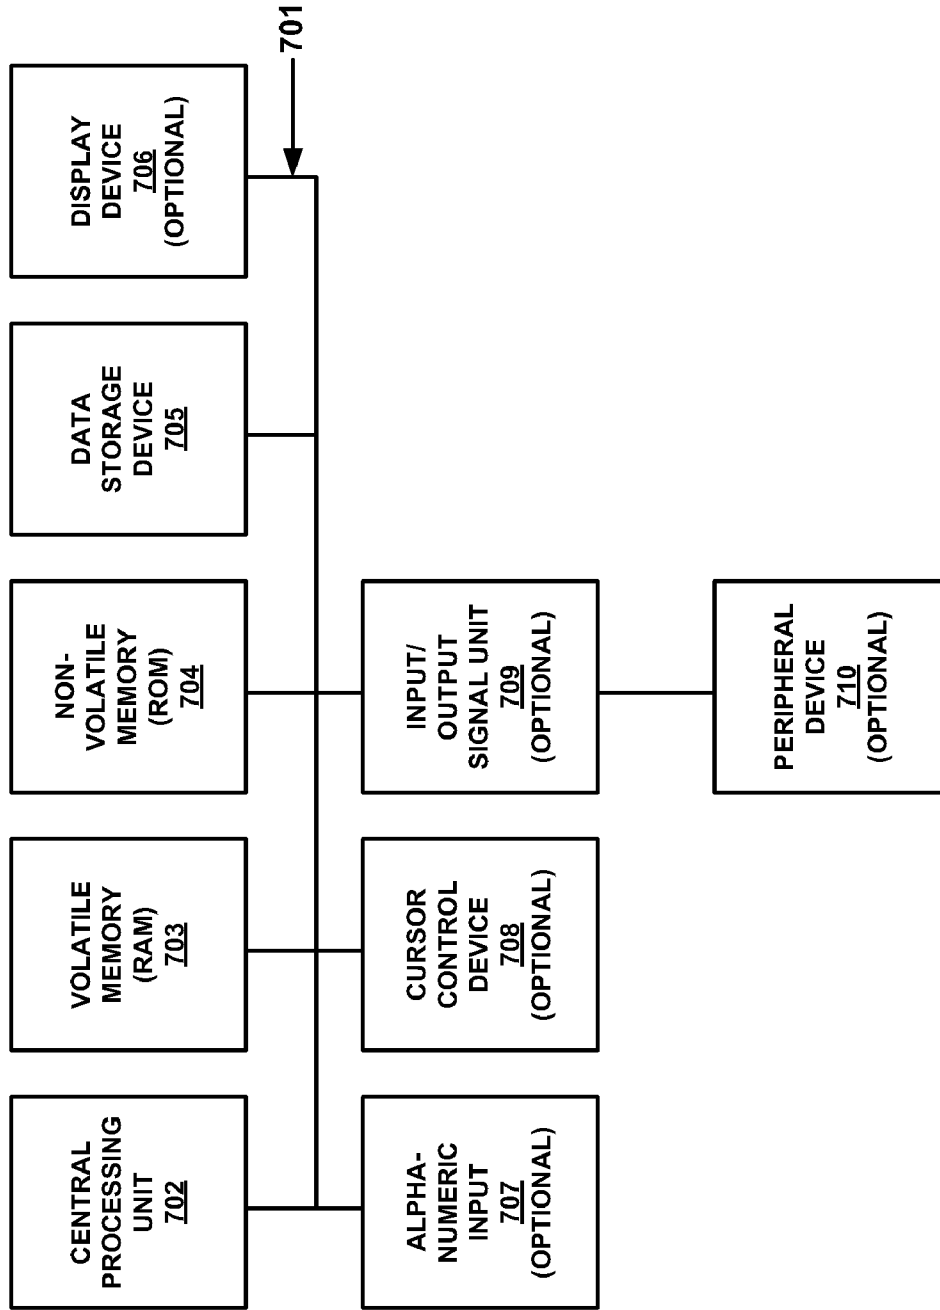 CENTRAL
PROCESSING
UNIT
702
VOLATILE
MEMORY
(RAM)
703
NON-
VOLATILE
MEMORY
(ROM)
704
DATA
STORAGE
DEVICE
705
DISPLAY
DEVICE
706
(OPTIONAL)
701
ALPHA-
NUMERIC
INPUT
707
(OPTIONAL)
CURSOR
CONTROL
DEVICE
708
(OPTIONAL)
INPUT/
OUTPUT
SIGNAL UNIT
709
(OPTIONAL)
PERIPHERAL
DEVICE
710
(OPTIONAL)